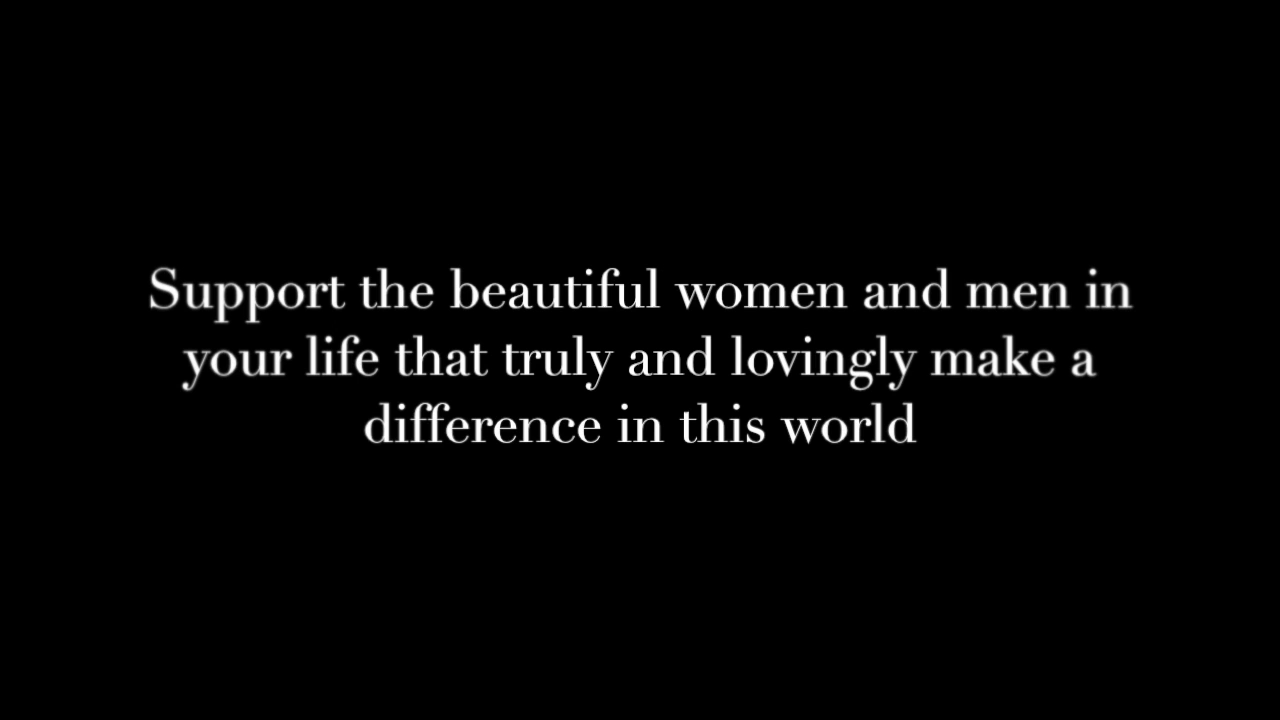 Support the beautiful women and men in
your life that truly and lovingly make a
difference in this world